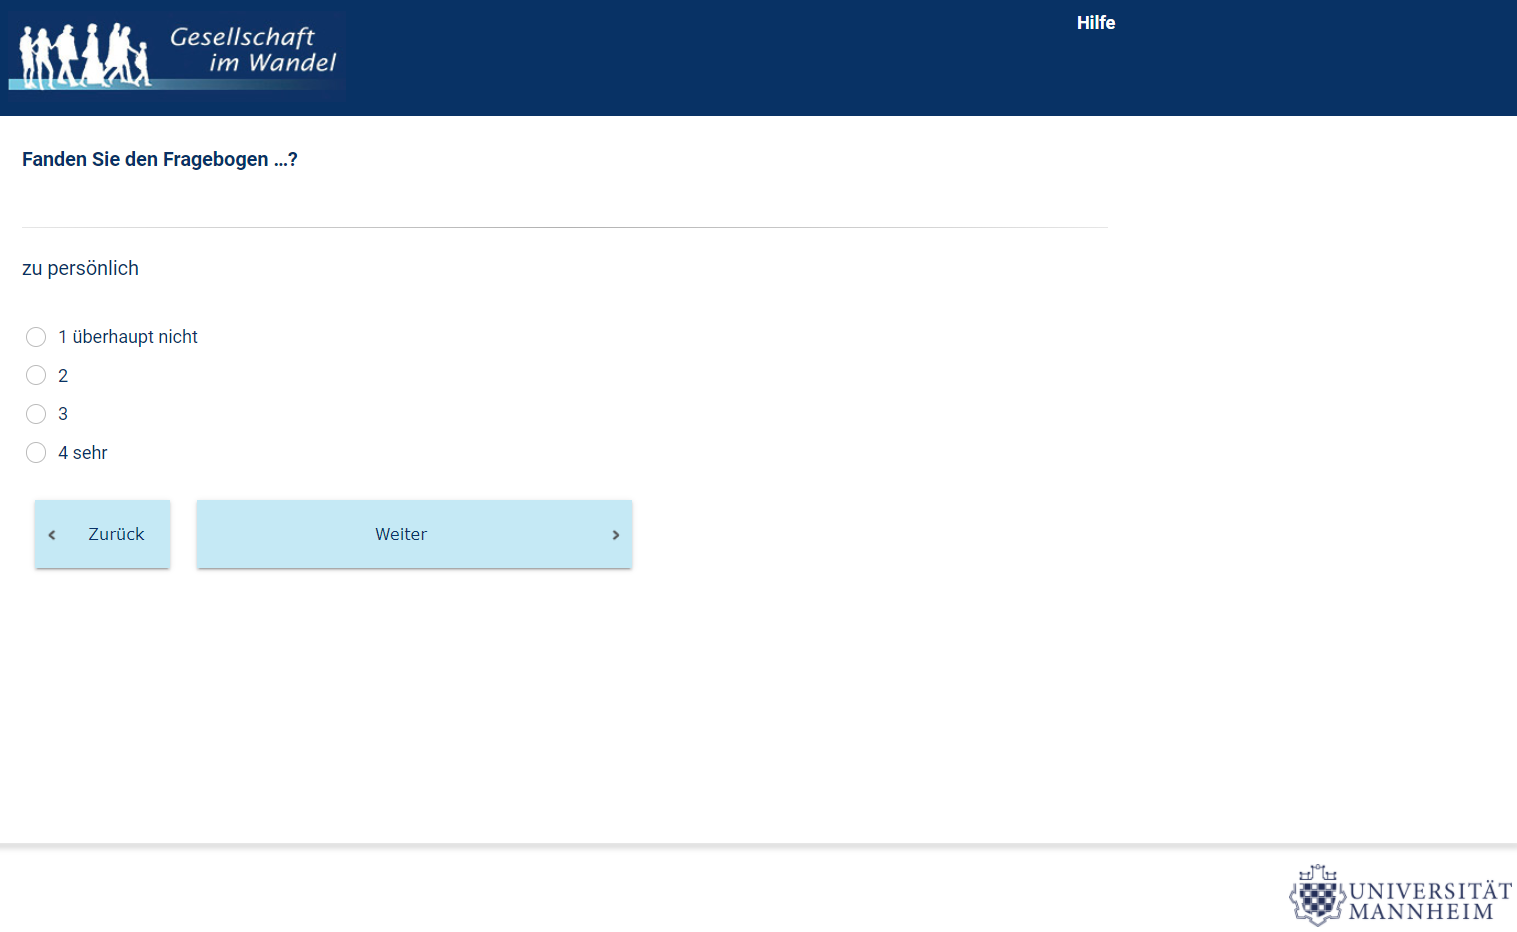 Gesellschaft
im Wandel
Hilfe
Fanden Sie den Fragebogen ...?
zu persönlich
1 überhaupt nicht
2
3
4 sehr
Zurück
Weiter
UNIVERSITÄT
MANNHEIM